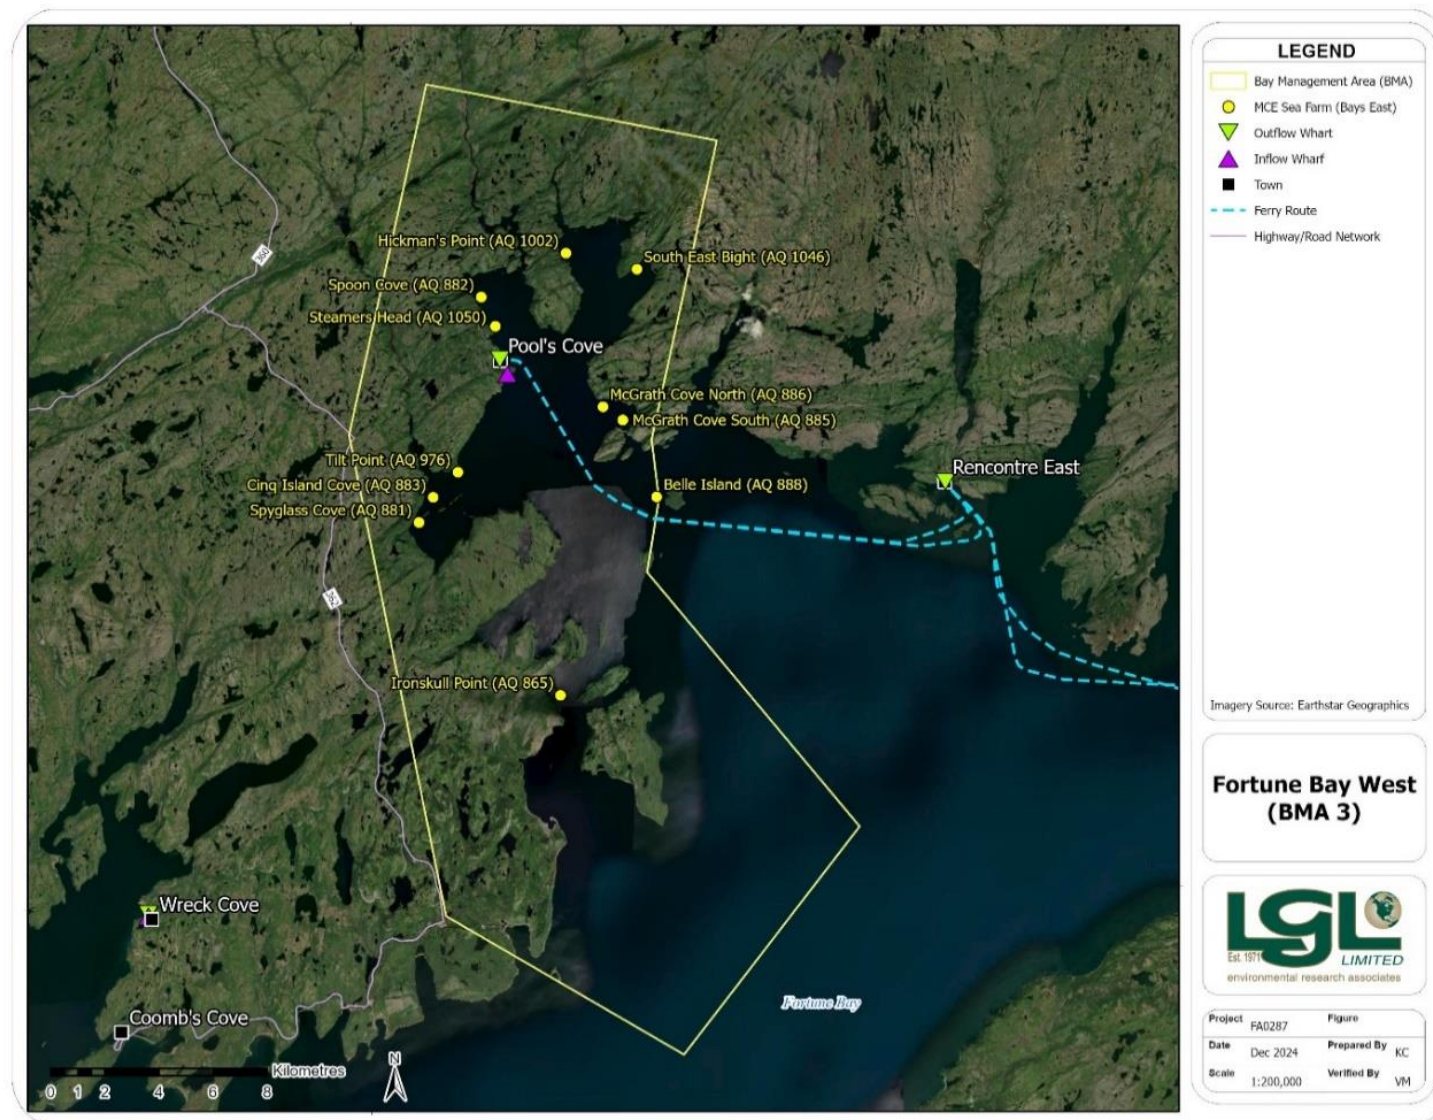 360
Hickman's Point (AQ 1002)
South East Bight (AQ 1046)
Spoon Cove (AQ 882)
Steamers Head (AQ 1050)
Pool's Cove
McGrath Cove North (AQ 886)
McGrath Cove South (AQ 885)
Tilt Point (AQ 976)
Rencontre East
Cinq Island Cove (AQ 883)
Belle Island (AQ 888)
Spyglass Cove (AQ 881)
362
Ironskull Point (AQ 865)
Wreck Cove
Fortune Bay
Coomb's Cove
Kilometres
0 1 2 4 6 8
N
LEGEND
Bay Management Area (BMA)
MCE Sea Farm (Bays East)
Outflow Whart
Inflow Wharf
Town
Ferry Route
Highway/Road Network
Imagery Source: Earthstar Geographics
Fortune Bay West
(BMA 3)
LGL
Est. 1971
LIMITED
environmental research associates
Project FA0287 Figure
Date Dec 2024 Prepared By KC
Scale 1:200,000 Verified By VM